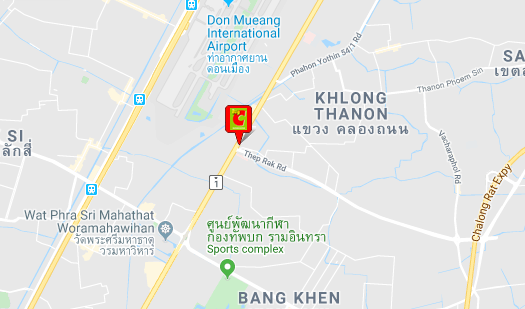 Don Mueang
International
Airport
ท่าอากาศยาน
ดอนเมือง
Phahon Yothin 54/1 Rd
Thanon Phoem Sin
KHLONG
THANON
แขวง คลองถนน
SA
เขต
Vacharaphol Rd
SI
ลักสี่
Thep Rak Rd
1
Chalong Rat Expy
Wat Phra Sri Mahathat
Woramahawihan
วัดพระศรีมหาธาตุ
วรมหาวิหาร
ศูนย์พัฒนากีฬา
กองทัพบก รามอินทรา
Sports complex
BANG KHEN